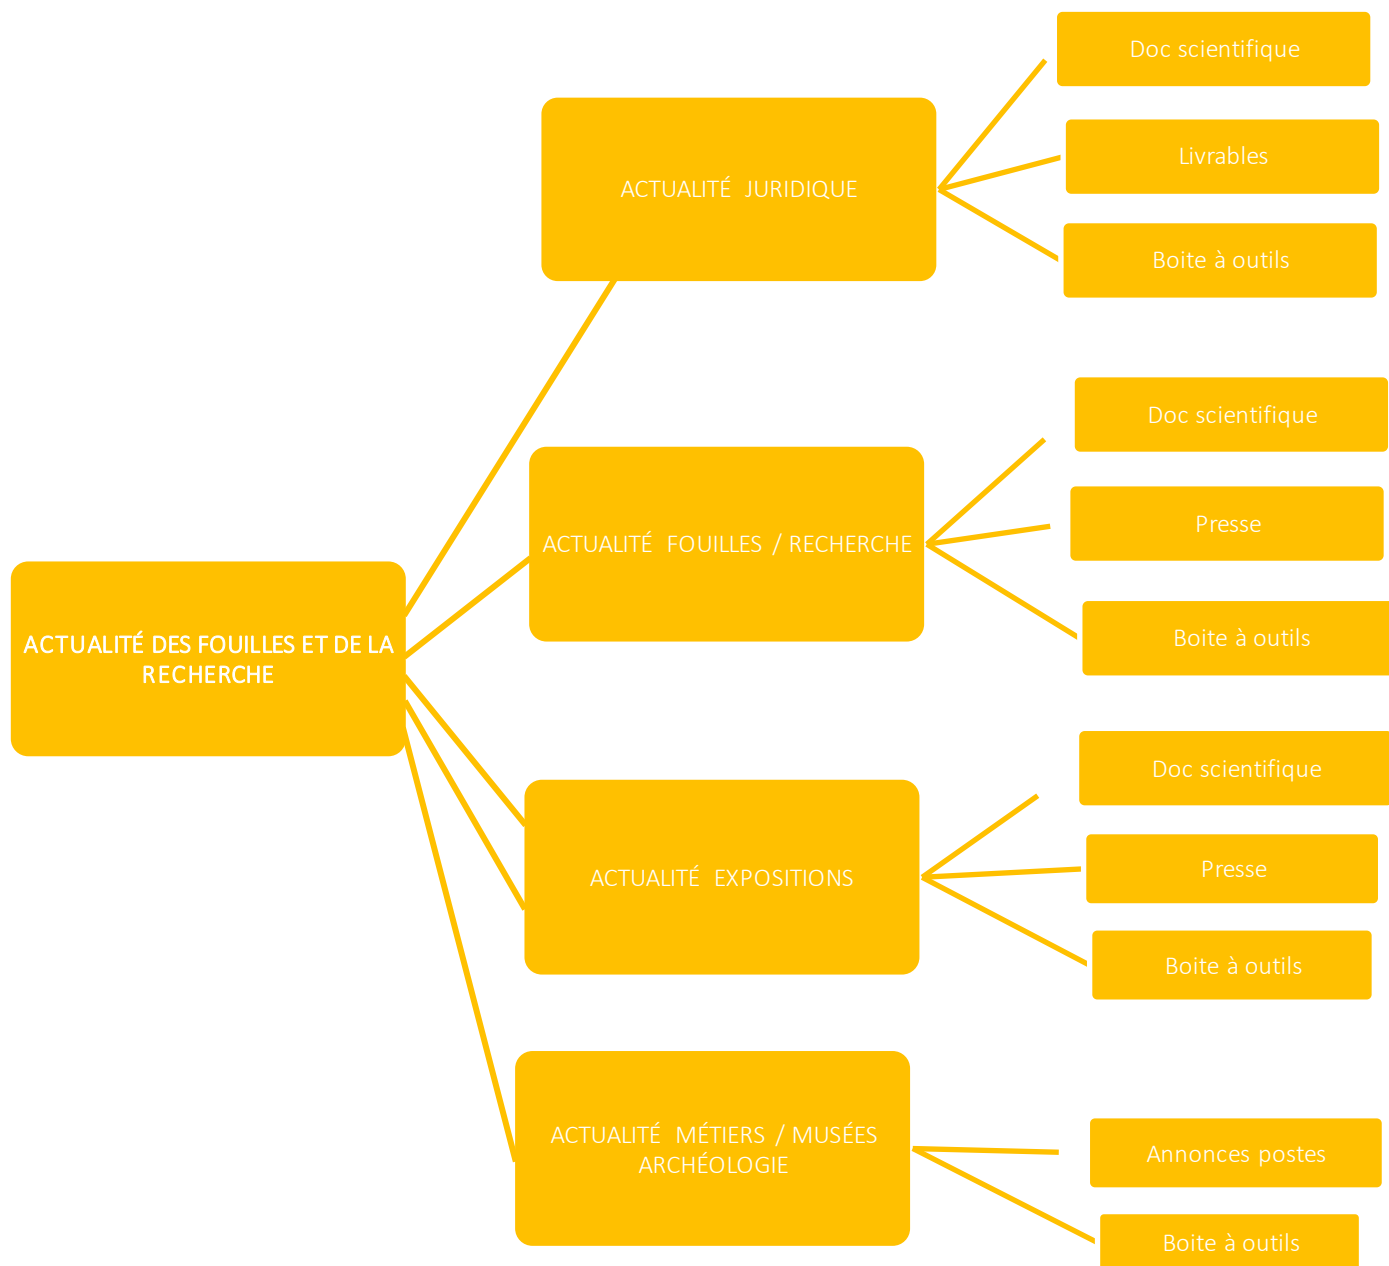 ACTUALITÉ DES FOUILLES ET DE LA
RECHERCHE
ACTUALITÉ JURIDIQUE
Doc scientifique
Livrables
Boite à outils
ACTUALITÉ FOUILLES / RECHERCHE
Doc scientifique
Presse
Boite à outils
ACTUALITÉ EXPOSITIONS
Doc scientifique
Presse
Boite à outils
ACTUALITÉ MÉTIERS / MUSÉES
ARCHÉOLOGIE
Annonces postes
Boite à outils